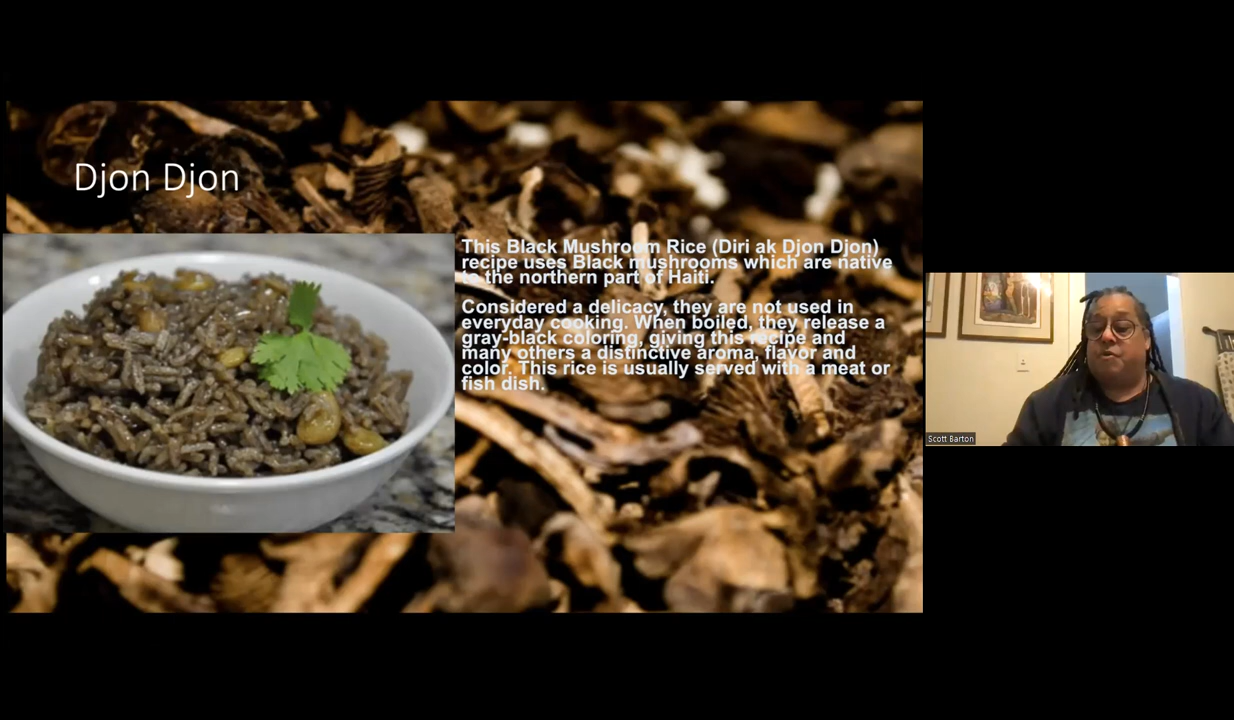 Djon Djon
This Black Mushroom Rice (Diri ak Djon Djon)
recipe uses Black mushrooms which are native
to the northern part of Haiti.
Considered a delicacy, they are not used in
everyday cooking. When boiled, they release a
gray-black coloring, giving this recipe and
many others a distinctive aroma, flavor and
color. This rice is usually served with a meat or
fish dish.
Scott Barton